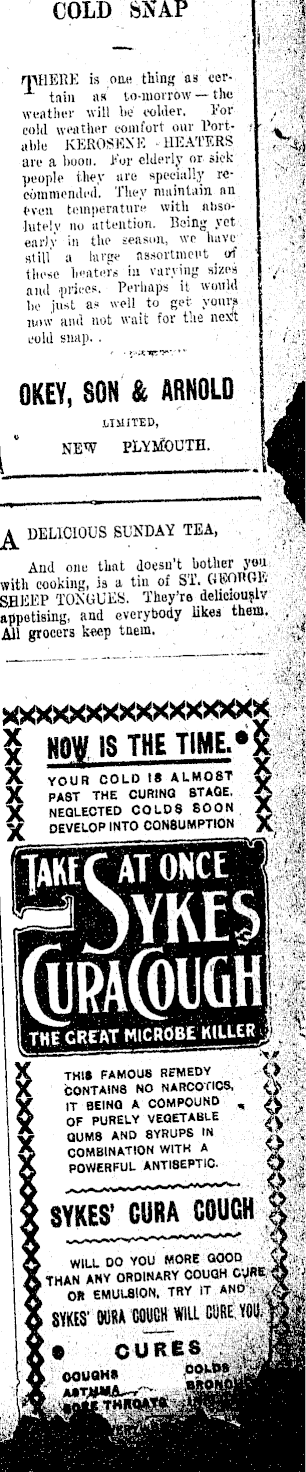 COLD SNAP
THERE is one thing as cer-
tain as to-morrow — the
weather will be colder. For
cold weather comfort our Port-
able KEROSENE HEATERS
are a boon. For elderly or sick
people they are specially re-
commended. They maintain an
even temperature with abso-
lutely no attention. Being yet
early in the season, we have
still a large assortment of
these heaters in varying sizes
and prices. Perhaps it would
be just as well to get yours
now and not wait for the next
cold snap.
OKEY, SON & ARNOLD
LIMITED,
NEW PLYMOUTH.
A DELICIOUS SUNDAY TEA,
And one that doesn't bother you
with cooking, is a tin of ST. GEORGE
SHEEP TONGUES. They're deliciously
appetising, and everybody likes them.
All grocers keep them.
NOW IS THE TIME.
YOUR COLD IS ALMOST
PAST THE CURING STAGE.
NEGLECTED COLDS SOON
DEVELOP INTO CONSUMPTION
TAKE AT ONCE
SYKES
CURA COUGH
THE GREAT MICROBE KILLER
THIS FAMOUS REMEDY
CONTAINS NO NARCOTICS,
IT BEING A COMPOUND
OF PURELY VEGETABLE
GUMS AND SYRUPS IN
COMBINATION WITH A
POWERFUL ANTISEPTIC.
SYKES' CURA COUGH
WILL DO YOU MORE GOOD
THAN ANY ORDINARY COUGH CURE
OR EMULSION, TRY IT AND
SYKES' CURA COUGH WILL CURE YOU.
CURES
COUGHS COLDS
ASTHMA BRONCH
SORE THROATS